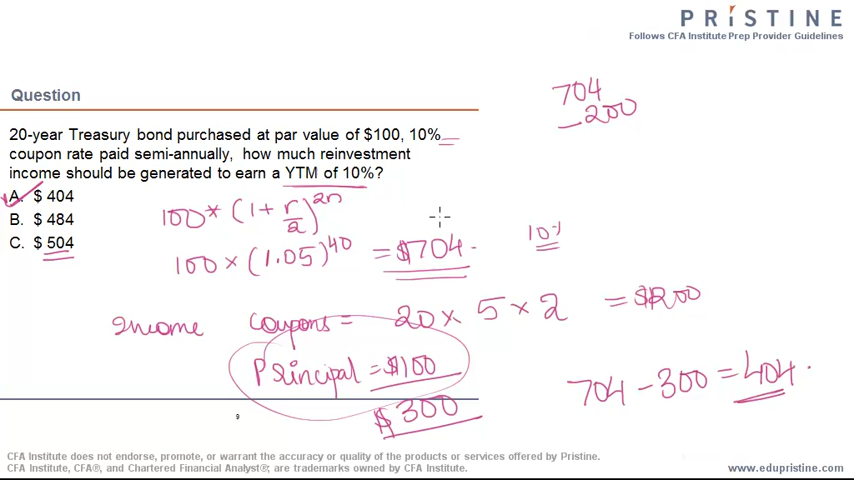 PRISTINE
Follows CFA Institute Prep Provider Guidelines
Question
704
- 200
20-year Treasury bond purchased at par value of $100, 10%
coupon rate paid semi-annually, how much reinvestment
income should be generated to earn a YTM of 10%?
A. $ 404
B. $ 484
C. $ 504
100 * (1 + r/2)^2n
100 × (1.05)^40 = $704.
Income Coupons = 20 × 5 × 2 = $200
Principal = $100
$ 300
704 - 300 = 404.
9
CFA Institute does not endorse, promote, or warrant the accuracy or quality of the products or services offered by Pristine.
CFA Institute, CFA®, and Chartered Financial Analyst®; are trademarks owned by CFA Institute.
www.edupristine.com